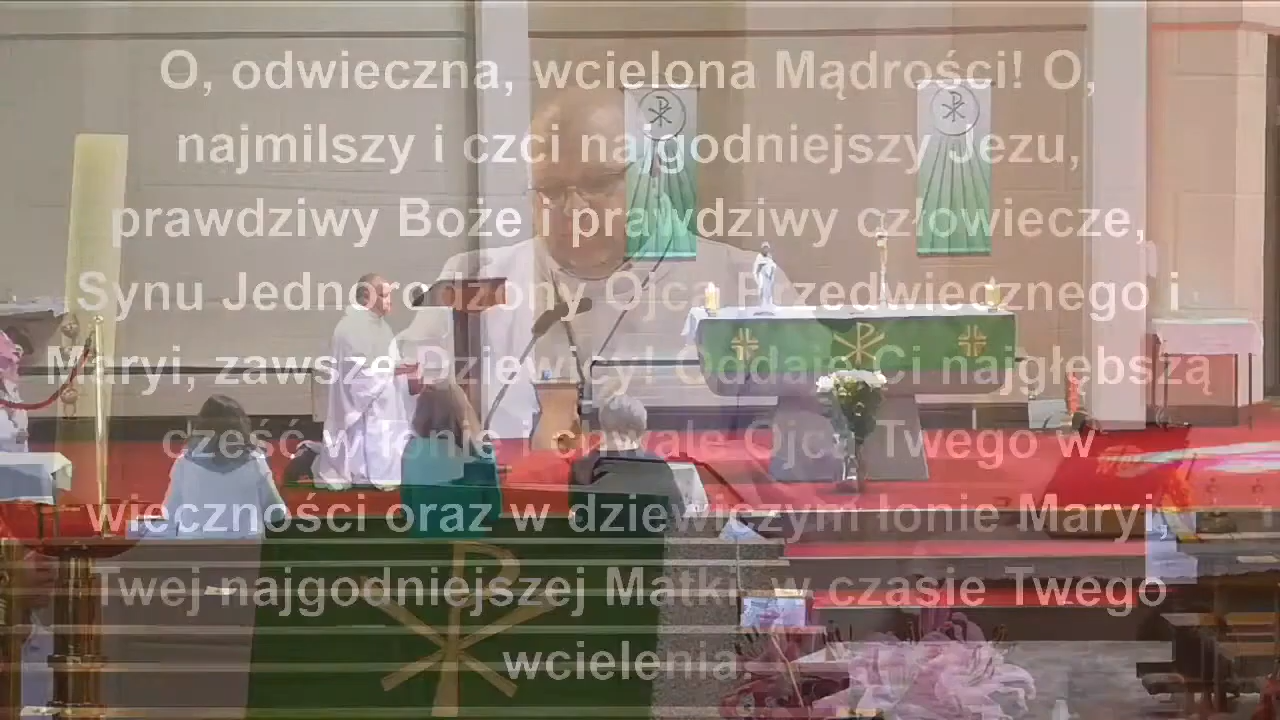 O, odwieczna, wcielona Mądrości! O,
najmilszy i czci najgodniejszy Jezu,
prawdziwy Boże i prawdziwy człowiecze,
Synu Jednorodzony Ojca Przedwiecznego i
Maryi, zawsze Dziewicy! Oddaję Ci najgłębszą
cześć w łonie i chwale Ojca Twego w
wieczności oraz w dziewiczym łonie Maryi,
Twej najgodniejszej Matki, w czasie Twego
wcielenia.